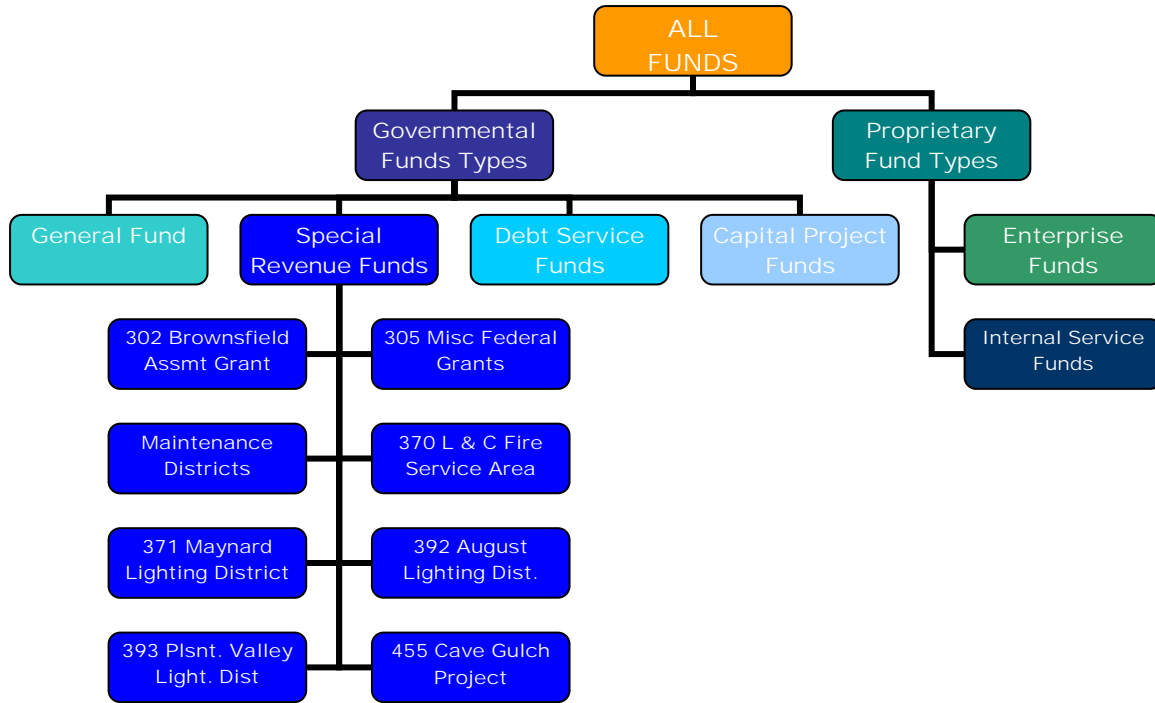 ALL
FUNDS
Governmental
Funds Types
Proprietary
Fund Types
General Fund
Special
Revenue Funds
Debt Service
Funds
Capital Project
Funds
Enterprise
Funds
302 Brownsfield
Assmt Grant
305 Misc Federal
Grants
Internal Service
Funds
Maintenance
Districts
370 L & C Fire
Service Area
371 Maynard
Lighting District
392 August
Lighting Dist.
393 Plsnt. Valley
Light. Dist
455 Cave Gulch
Project